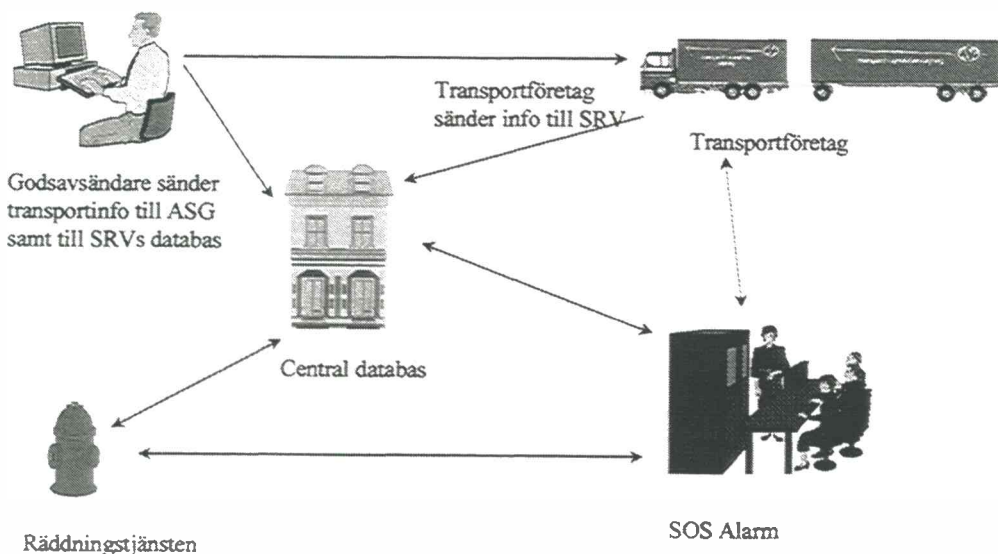 Transportföretag
sänder info till SRV
Transportföretag
Godsavsändare sänder
transportinfo till ASG
samt till SRVs databas
Central databas
SOS Alarm
Räddningstjänsten